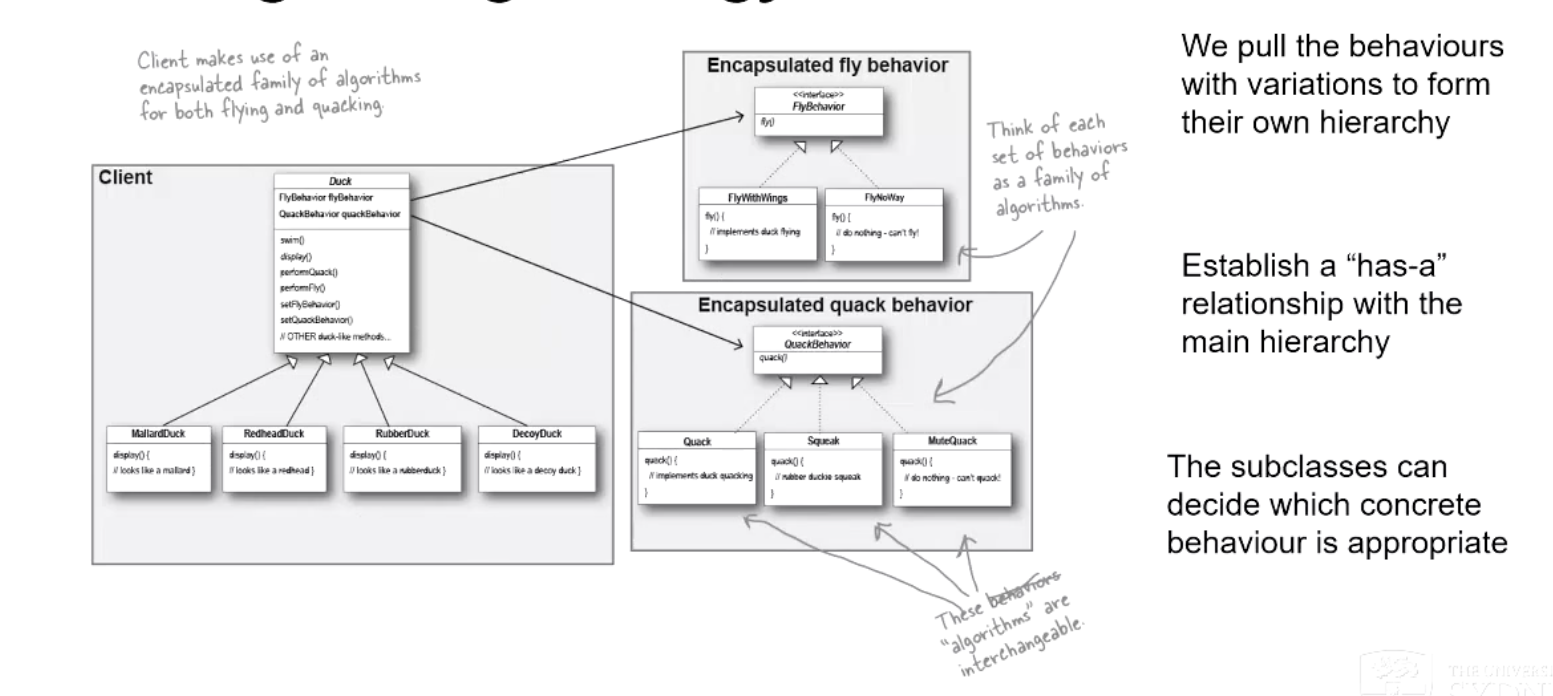 Client makes use of an
encapsulated family of algorithms
for both flying and quacking.
Client
Duck
FlyBehavior flyBehavior
QuackBehavior quackBehavior
swim()
display()
performQuack()
performFly()
setFlyBehavior()
setQuackBehavior()
// OTHER duck-like methods...
MallardDuck
display() {
// looks like a mallard }
RedheadDuck
display() {
// looks like a redhead }
RubberDuck
display() {
// looks like a rubberduck }
DecoyDuck
display() {
// looks like a decoy duck }
Encapsulated fly behavior
<<interface>>
FlyBehavior
fly()
FlyWithWings
fly() {
// implements duck flying
}
FlyNoWay
fly() {
// do nothing - can't fly!
}
Think of each
set of behaviors
as a family of
algorithms.
Encapsulated quack behavior
<<interface>>
QuackBehavior
quack()
Quack
quack() {
// implements duck quacking
}
Squeak
quack() {
// rubber duckie squeak
}
MuteQuack
quack() {
// do nothing - can't quack!
}
These behaviors
"algorithms" are
interchangeable.
We pull the behaviours
with variations to form
their own hierarchy
Establish a “has-a”
relationship with the
main hierarchy
The subclasses can
decide which concrete
behaviour is appropriate